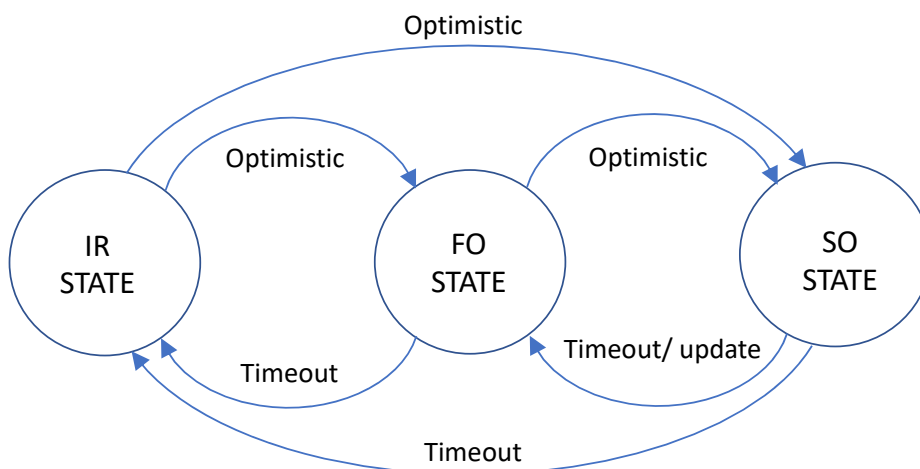 Optimistic
Optimistic
Optimistic
IR
STATE
FO
STATE
SO
STATE
Timeout
Timeout/ update
Timeout